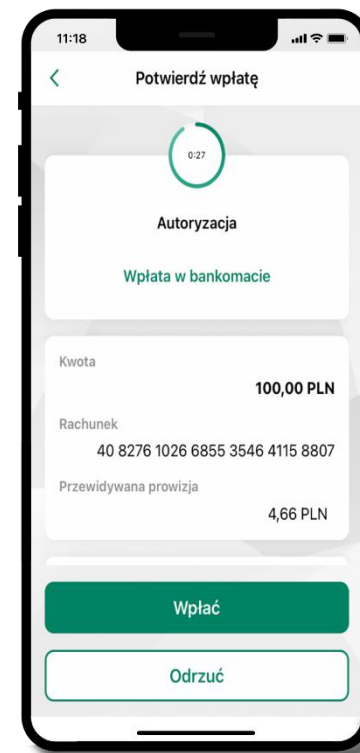 11:18
Potwierdź wpłatę
0:27
Autoryzacja
Wpłata w bankomacie
Kwota
100,00 PLN
Rachunek
40 8276 1026 6855 3546 4115 8807
Przewidywana prowizja
4,66 PLN
Wpłać
Odrzuć